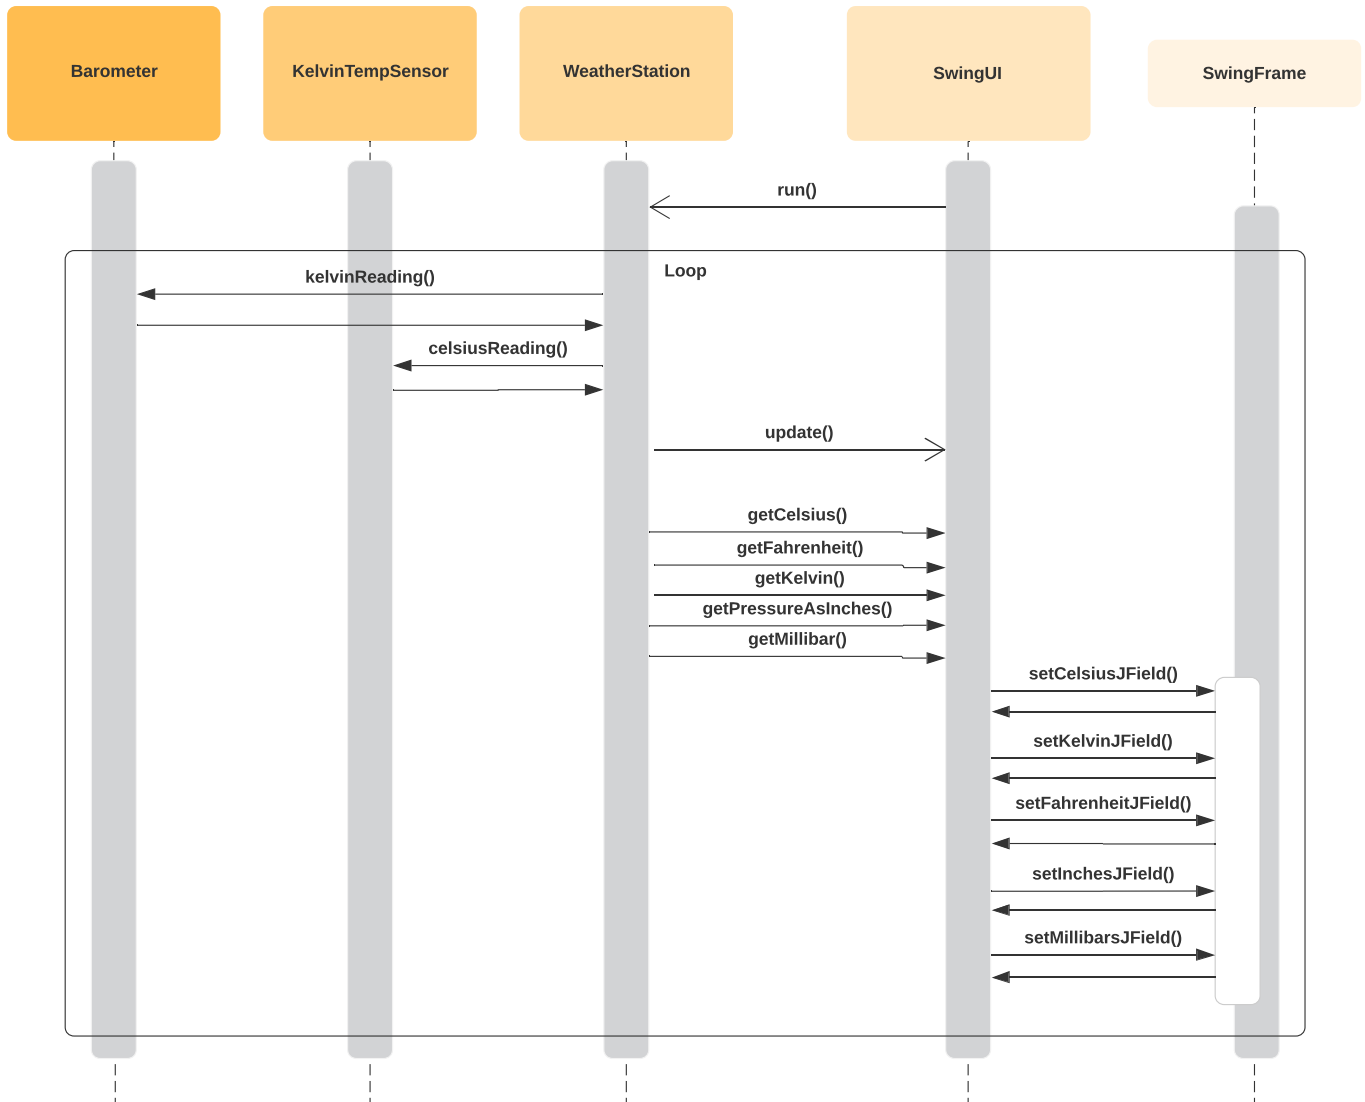 Barometer
KelvinTempSensor
WeatherStation
SwingUI
SwingFrame
run()
Loop
kelvinReading()
celsiusReading()
update()
getCelsius()
getFahrenheit()
getKelvin()
getPressureAsInches()
getMillibar()
setCelsiusJField()
setKelvinJField()
setFahrenheitJField()
setInchesJField()
setMillibarsJField()